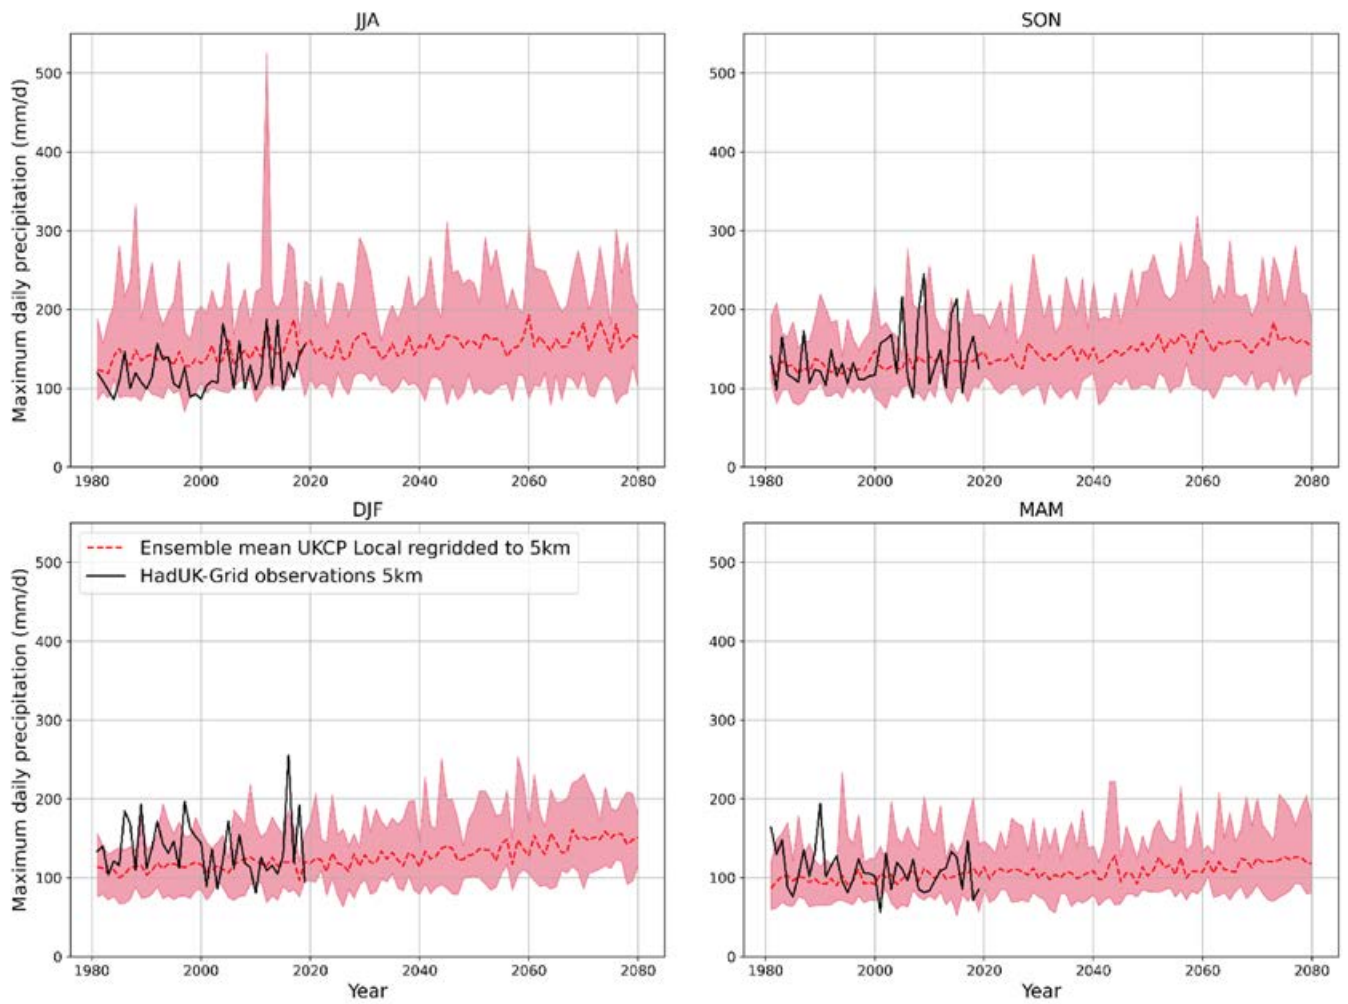 JJA
SON
Maximum daily precipitation (mm/d)
500
400
300
200
100
0
1980 2000 2020 2040 2060 2080
500
400
300
200
100
0
1980 2000 2020 2040 2060 2080
DJF
MAM
Maximum daily precipitation (mm/d)
500
400
300
200
100
0
Ensemble mean UKCP Local regridded to 5km
HadUK-Grid observations 5km
1980 2000 2020 2040 2060 2080
Year
500
400
300
200
100
0
1980 2000 2020 2040 2060 2080
Year